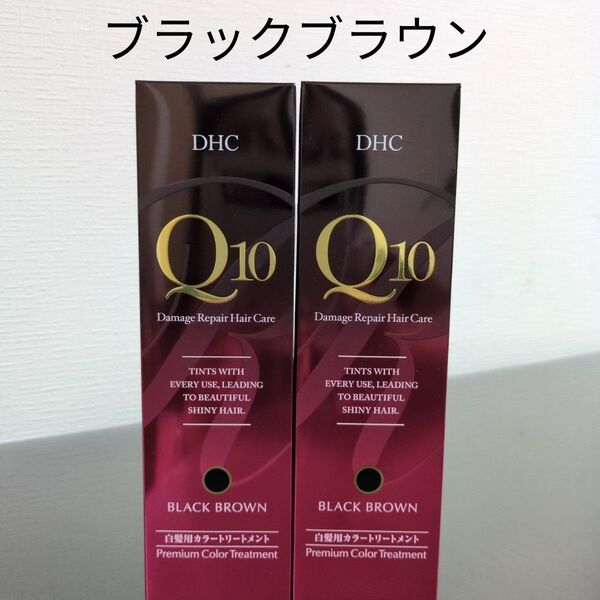 ブラックブラウン
DHC
Q10
Damage Repair Hair Care
TINTS WITH
EVERY USE, LEADING
TO BEAUTIFUL
SHINY HAIR.
BLACK BROWN
白髪用カラートリートメント
Premium Color Treatment
DHC
Q10
Damage Repair Hair Care
TINTS WITH
EVERY USE, LEADING
TO BEAUTIFUL
SHINY HAIR.
BLACK BROWN
白髪用カラートリートメント
Premium Color Treatment